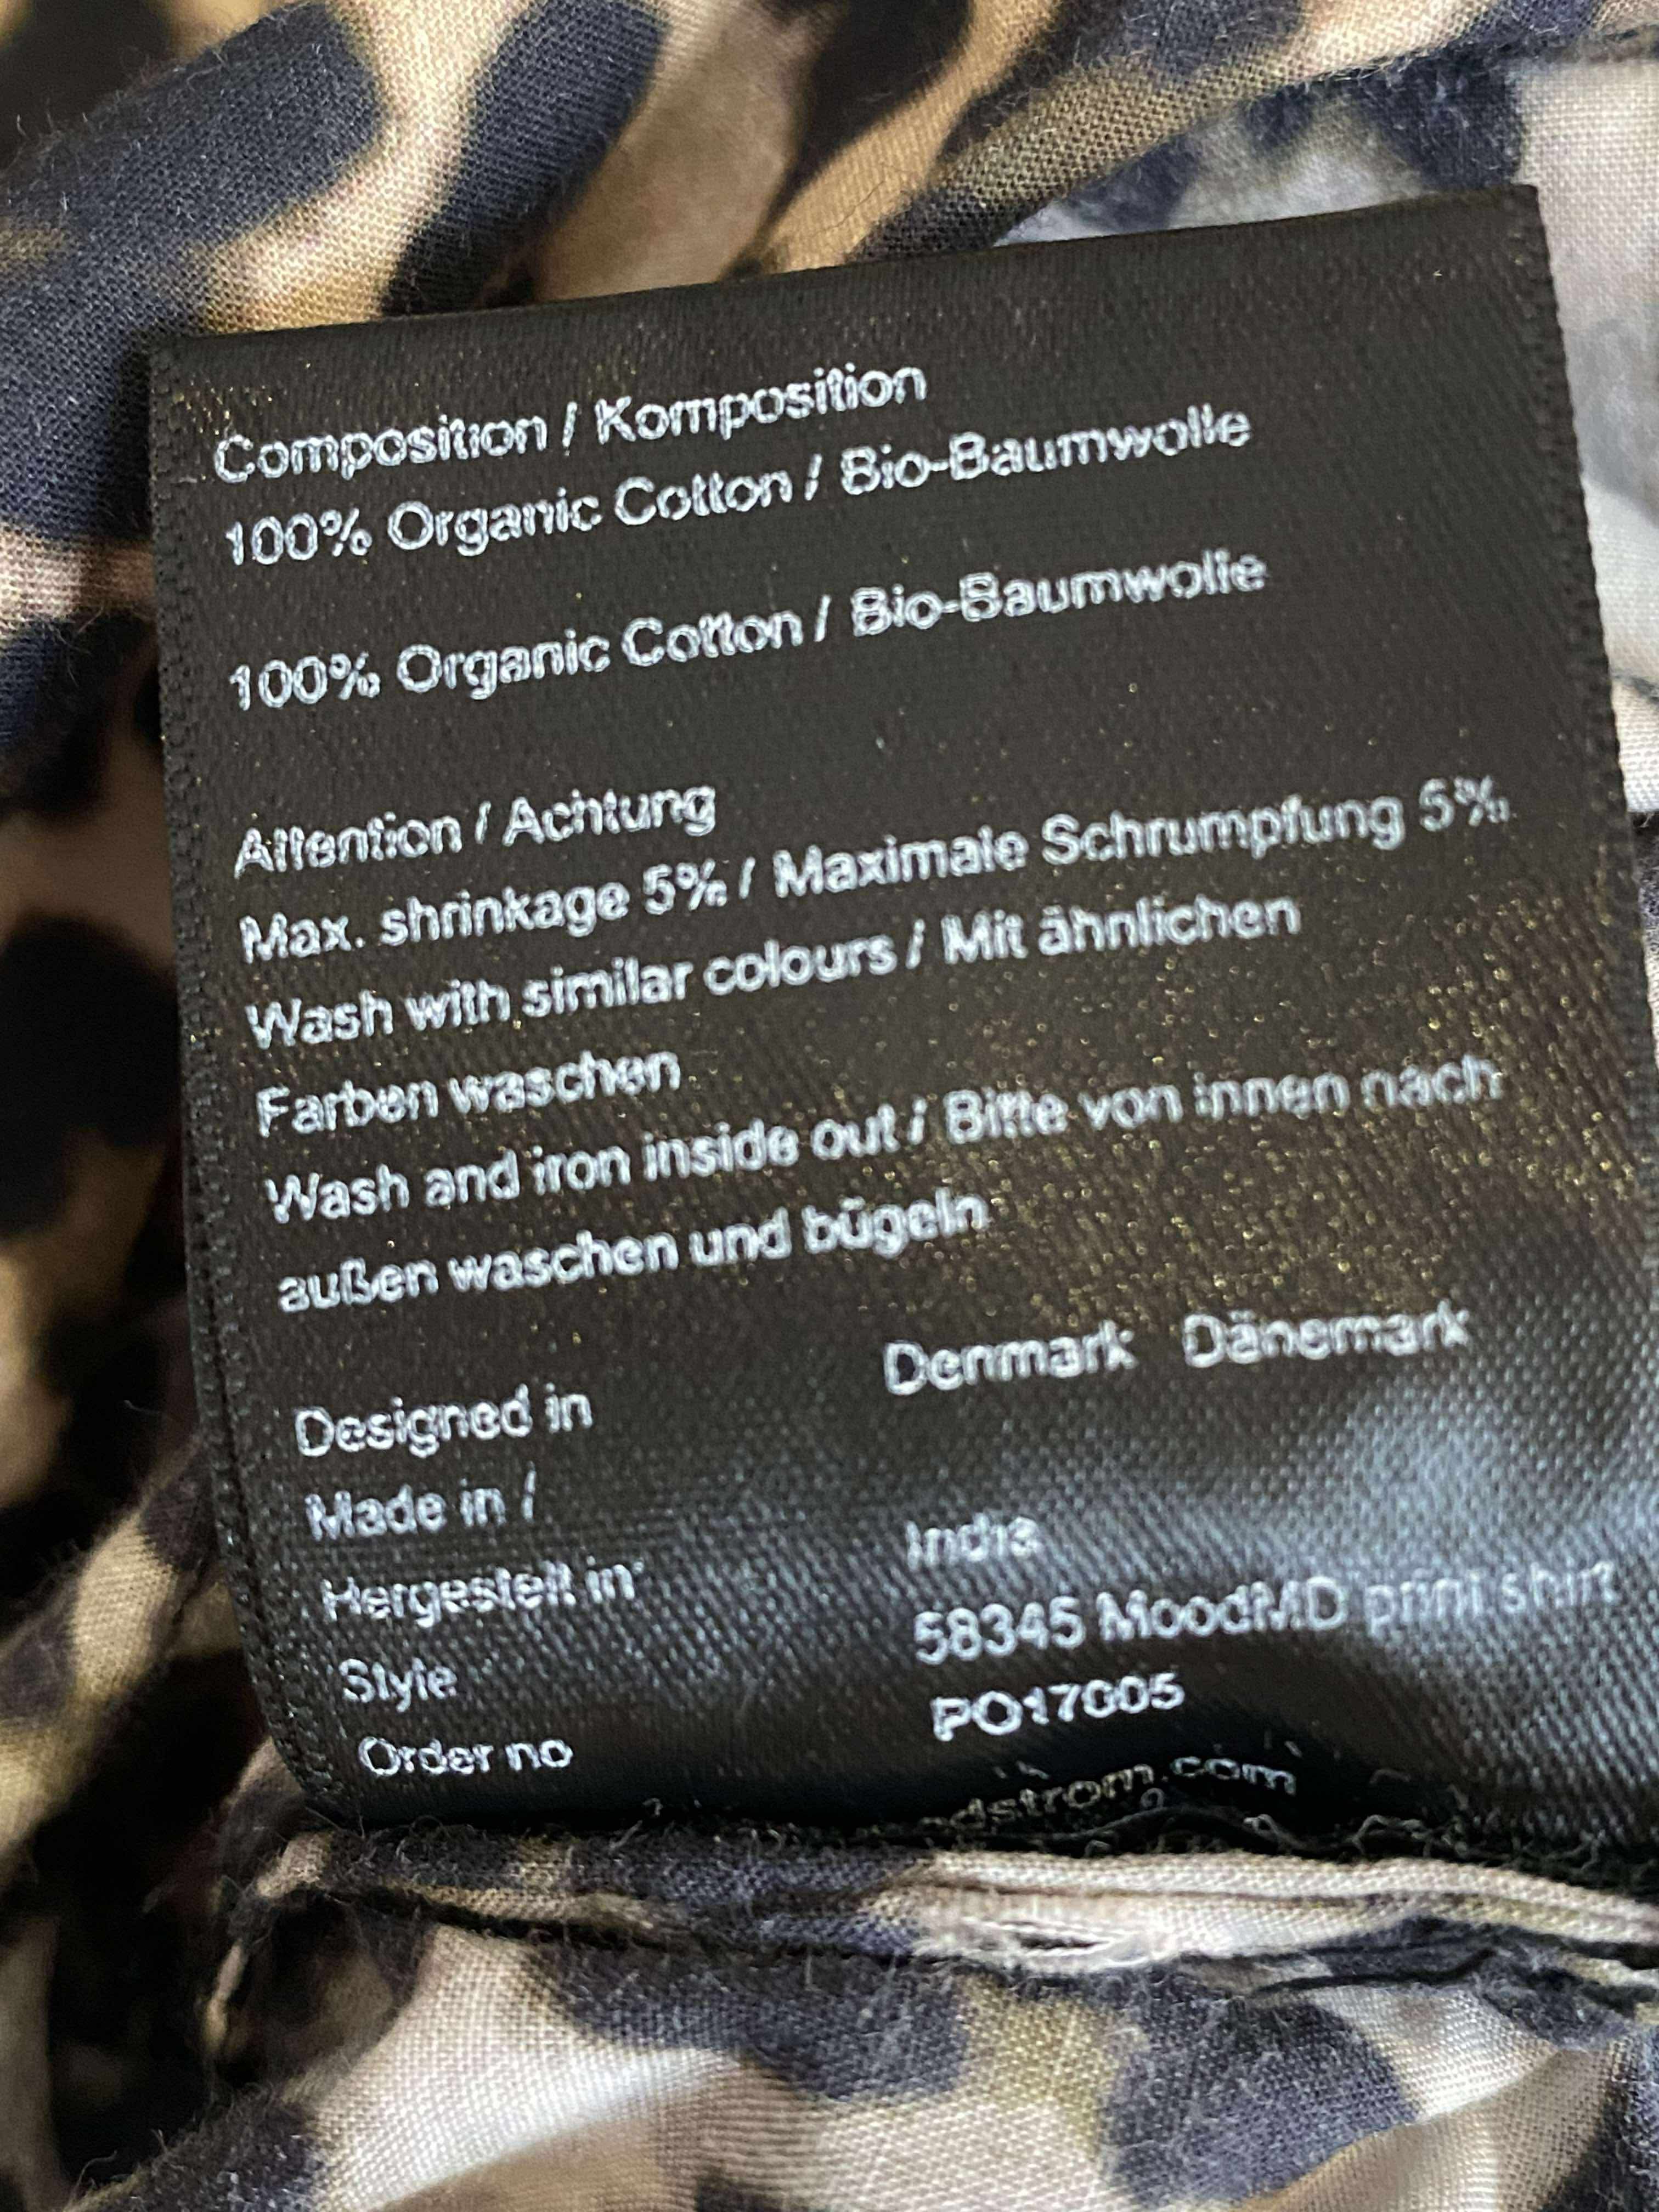 Composition / Komposition
100% Organic Cotton / Bio-Baumwolle
100% Organic Cotton / Bio-Baumwolle
Attention / Achtung
Max. shrinkage 5% / Maximale Schrumpfung 5%
Wash with similar colours / Mit ähnlichen
Farben waschen
Wash and iron inside out / Bitte von innen nach
außen waschen und bügeln
Designed in Denmark Dänemark
Made in /
Hergestellt in India
Style 58345 MoodMD print shirt
Order no PO17005
dstrom.com